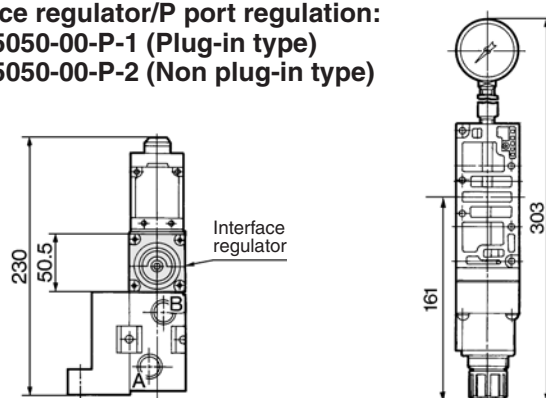 ce regulator/P port regulation:
5050-00-P-1 (Plug-in type)
5050-00-P-2 (Non plug-in type)
Interface
regulator
230
50.5
B
A
161
303